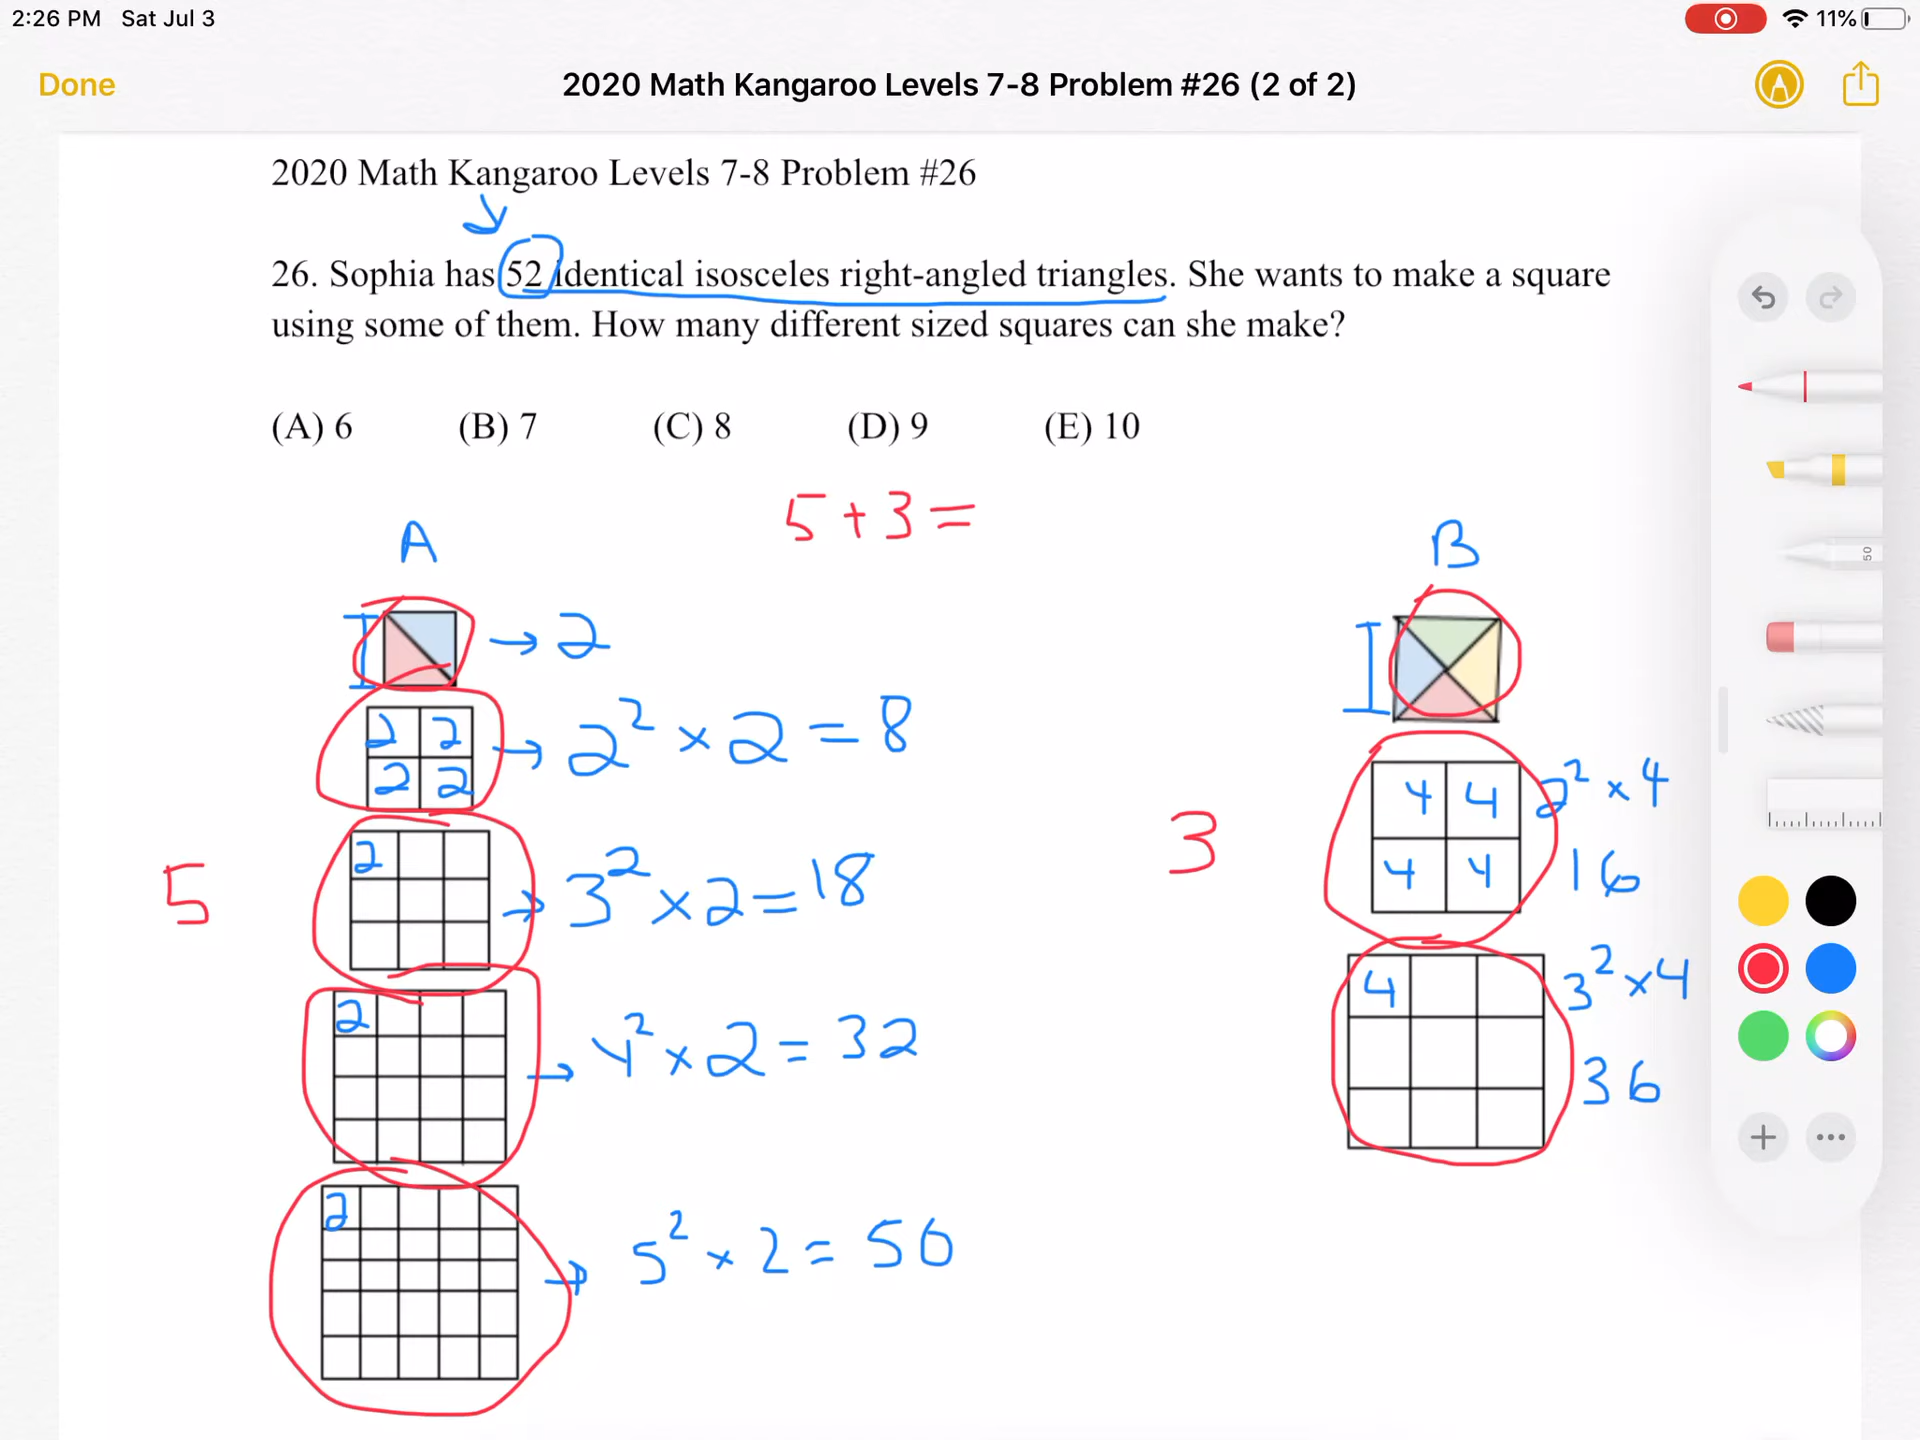 2:26 PM Sat Jul 3
11%
Done
2020 Math Kangaroo Levels 7-8 Problem #26 (2 of 2)
2020 Math Kangaroo Levels 7-8 Problem #26
26. Sophia has 52 identical isosceles right-angled triangles. She wants to make a square
using some of them. How many different sized squares can she make?
(A) 6 (B) 7 (C) 8 (D) 9 (E) 10
5 + 3 =
A
→ 2
2 2
2 2
→ 2² × 2 = 8
5
2
→ 3² × 2 = 18
2
→ 4² × 2 = 32
2
→ 5² × 2 = 50
B
3
4 4
4 4
2² × 4
16
4
3² × 4
36
50